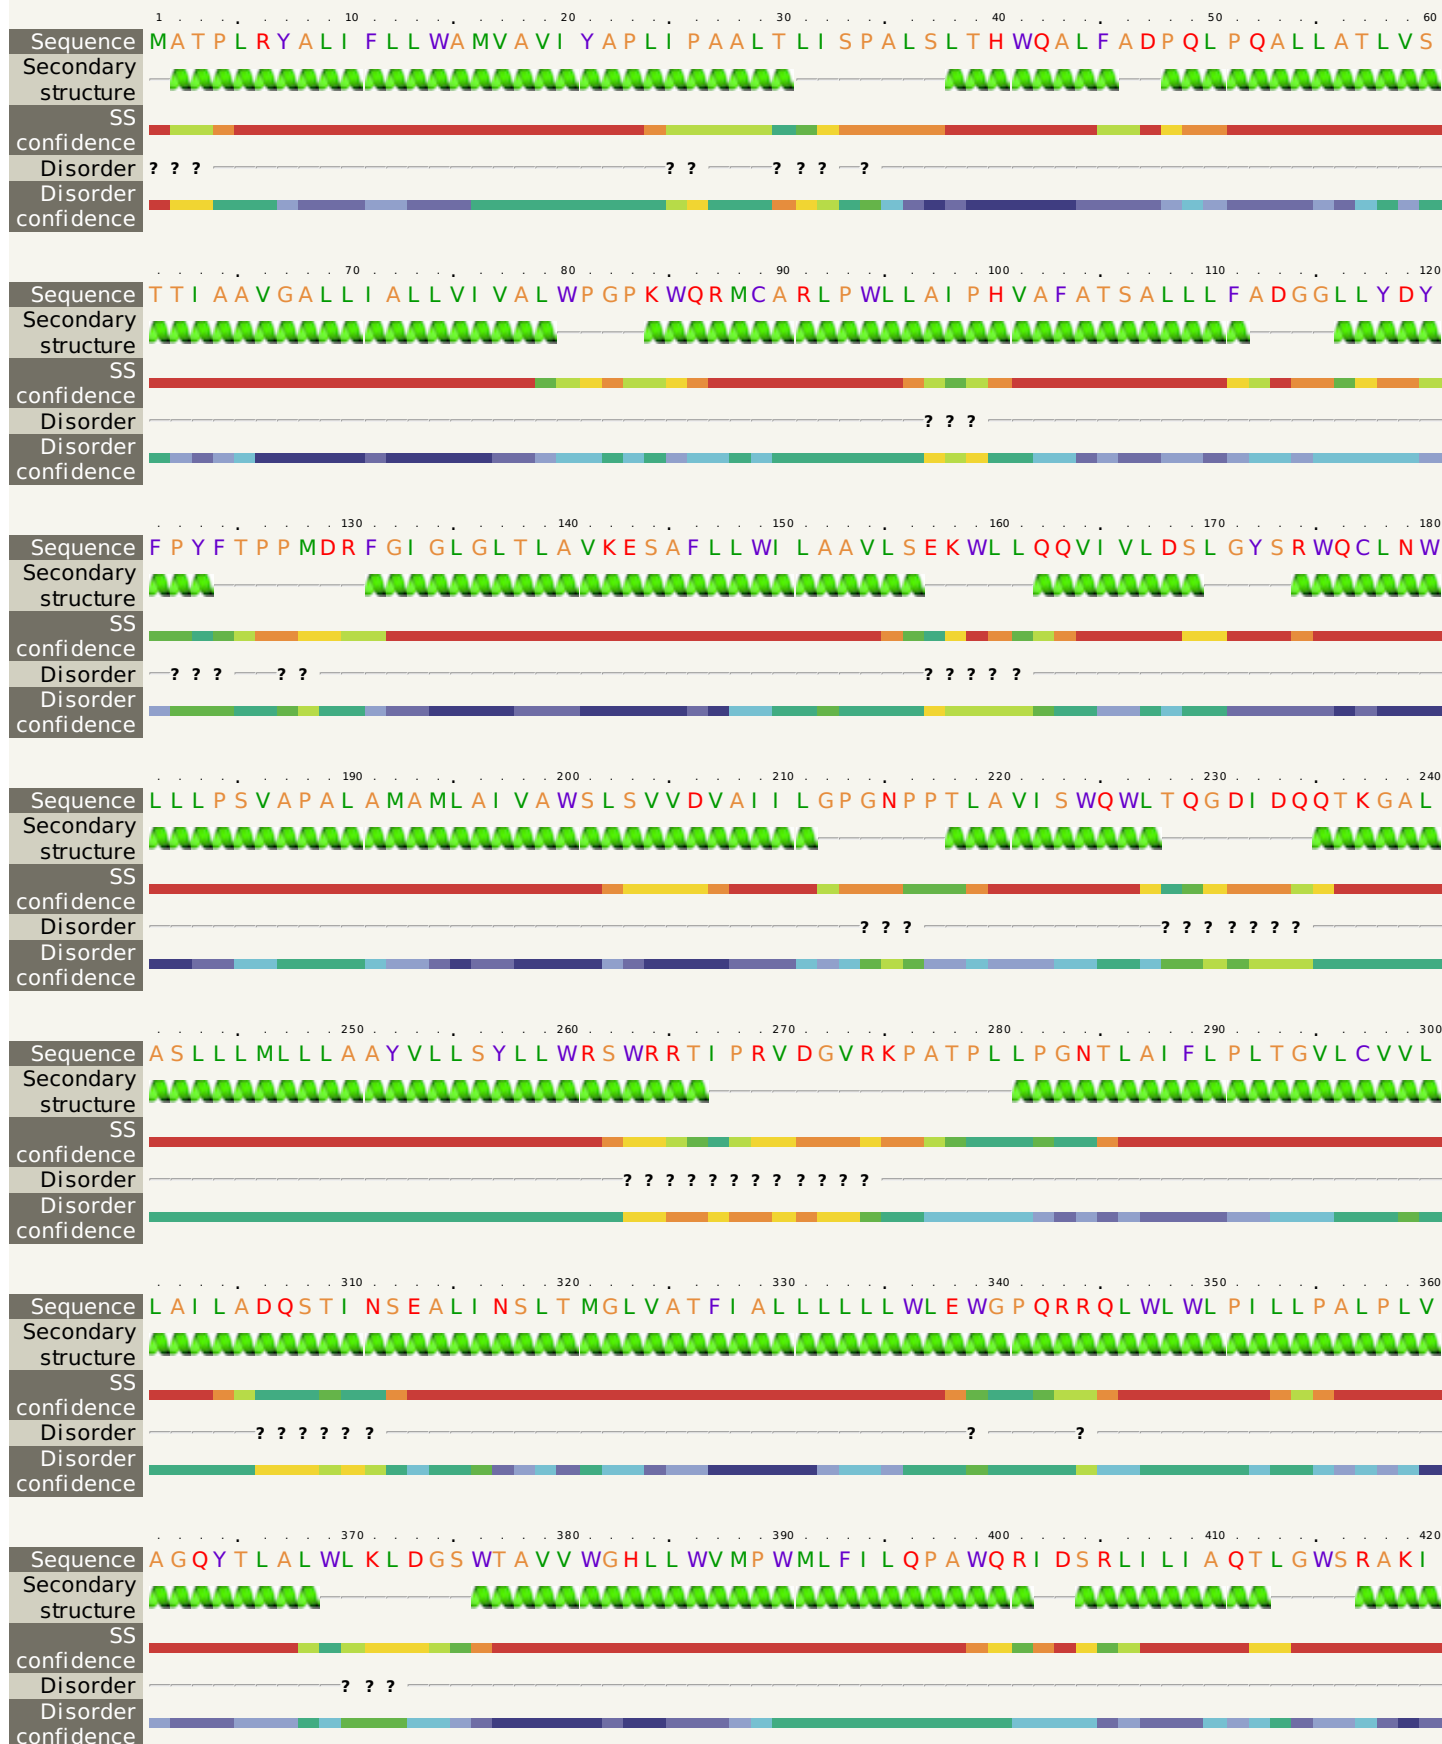 1 10 20 30 40 50 60
Sequence MATPLRYALIFLLWAMVAVIYAPLIPAALTLISPALSLTHWQALFADPQLPQALLATLVS
Secondary
structure
SS
confidence
Disorder ? ? ? ? ? ? ? ? ?
Disorder
confidence
70 80 90 100 110 120
Sequence TTIAAVGALLIALLVIVALWPGPKWQRMCARLPWLLAIPHVAFATSALLLFADGGLLYDY
Secondary
structure
SS
confidence
Disorder ? ? ?
Disorder
confidence
130 140 150 160 170 180
Sequence FPYFTPPMDRFGIGLGLTLAVKESAFLLWILAAVLSEKWLLQQVIVLDSLGYSRWQCLNW
Secondary
structure
SS
confidence
Disorder ? ? ? ? ? ? ? ? ? ?
Disorder
confidence
190 200 210 220 230 240
Sequence LLLPSVAPALAMAMLAIVAWSLSVVDVAIILGPGNPPTLAVISWQWLTQGDIDQQTKGAL
Secondary
structure
SS
confidence
Disorder ? ? ? ? ? ? ? ? ? ?
Disorder
confidence
250 260 270 280 290 300
Sequence ASLLLMLLLAAYVLLSYLLWRSWRRTIPRVDGVRKPATPLLPGNTLAIFLPLTGVLCVVL
Secondary
structure
SS
confidence
Disorder ? ? ? ? ? ? ? ? ? ? ? ?
Disorder
confidence
310 320 330 340 350 360
Sequence LAILADQSTINSEALINSLTMGLVATFIALLLLLLWLEWGPQRRQLWLWLPILLPALPLV
Secondary
structure
SS
confidence
Disorder ? ? ? ? ? ? ? ?
Disorder
confidence
370 380 390 400 410 420
Sequence AGQYTLALWLKLDGSWTAVVWGHLLWVMPWMLFILQPAWQRIDSRLILIAQTLGWSRAKI
Secondary
structure
SS
confidence
Disorder ? ? ?
Disorder
confidence